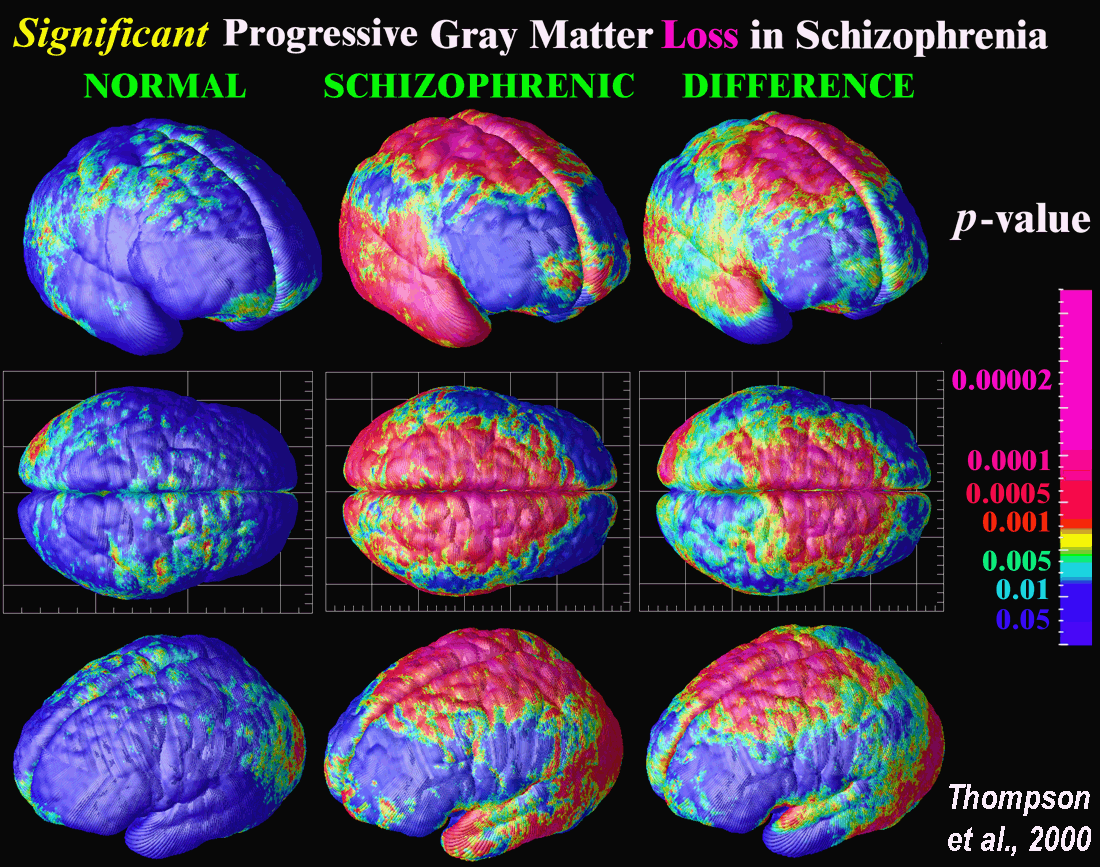 Significant Progressive Gray Matter Loss in Schizophrenia
NORMAL SCHIZOPHRENIC DIFFERENCE
p-value
0.00002
0.0001
0.0005
0.001
0.005
0.01
0.05
Thompson
et al., 2000